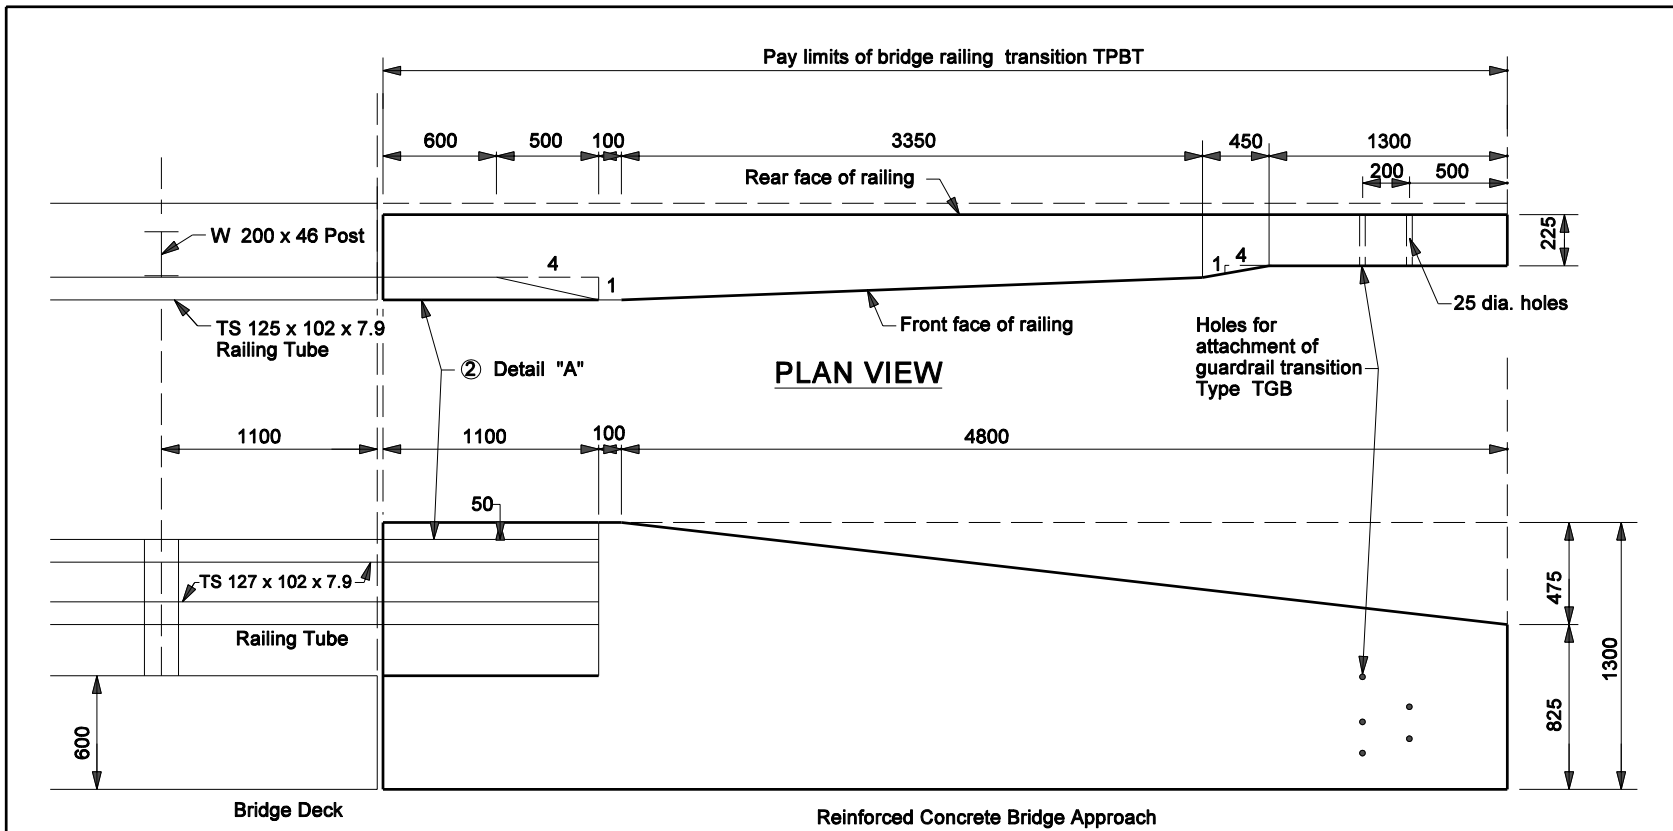 Pay limits of bridge railing transition TPBT
600 500 100 3350 450 1300
200 500
Rear face of railing
W 200 x 46 Post
225
4
1
1 4
25 dia. holes
TS 125 x 102 x 7.9
Railing Tube
Front face of railing
Holes for
attachment of
guardrail transition
Type TGB
② Detail "A"
PLAN VIEW
1100 1100 100 4800
50
TS 127 x 102 x 7.9
475
Railing Tube
1300
825
600
Bridge Deck
Reinforced Concrete Bridge Approach